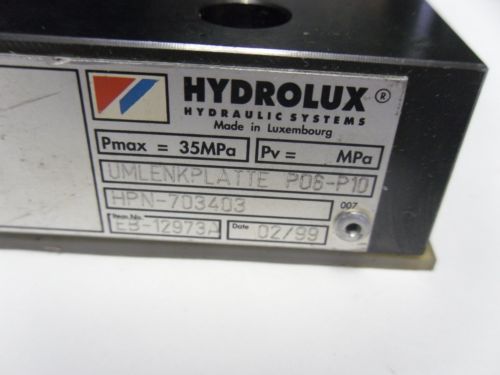 HYDROLUX ®
HYDRAULIC SYSTEMS
Made in Luxembourg
Pmax = 35MPa Pv = MPa
UMLENKPLATTE P06-P10
HPN-703403 007
Item.No. EB-12973A Date 02/99